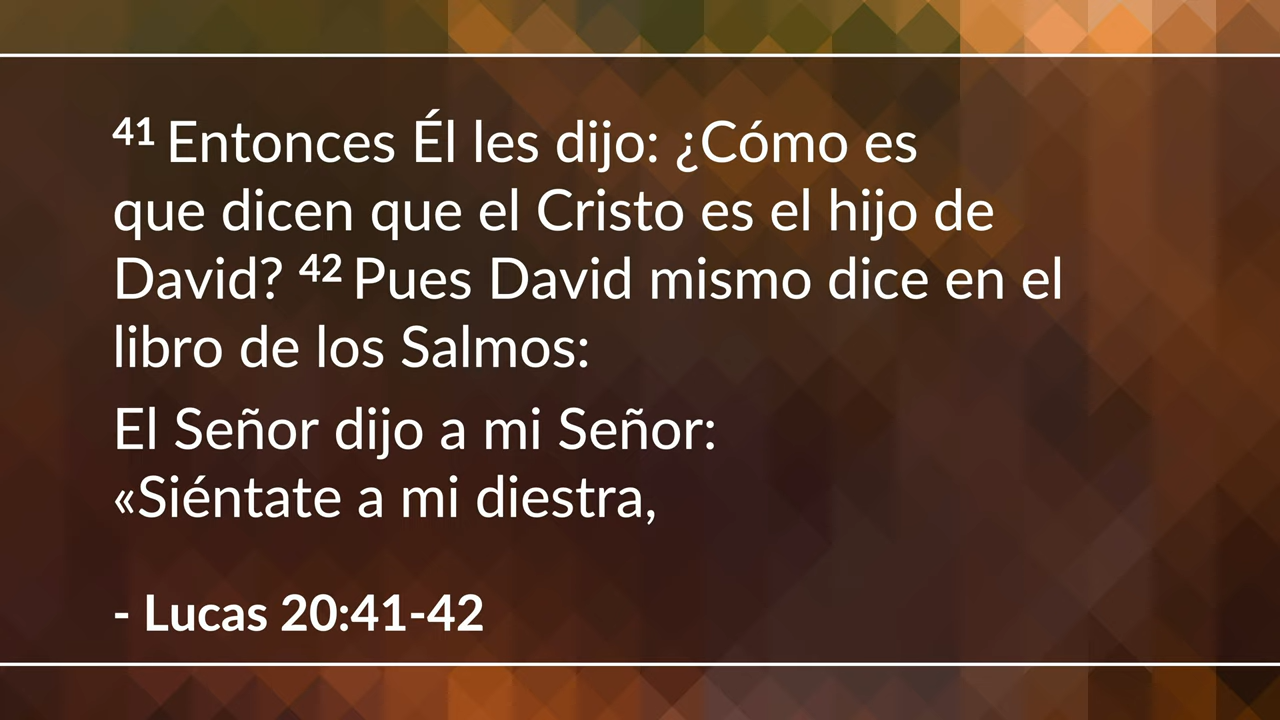 41 Entonces Él les dijo: ¿Cómo es
que dicen que el Cristo es el hijo de
David? 42 Pues David mismo dice en el
libro de los Salmos:
El Señor dijo a mi Señor:
«Siéntate a mi diestra,
- Lucas 20:41-42